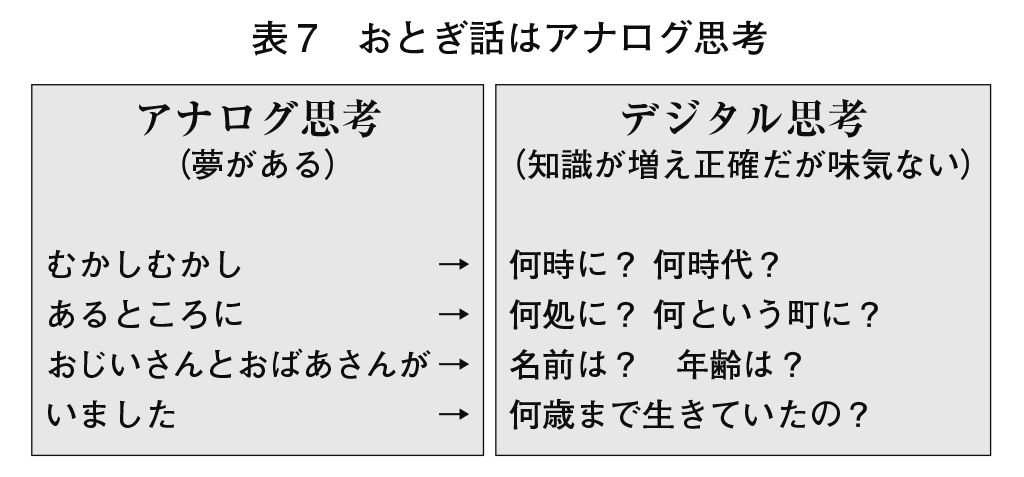 表７　おとぎ話はアナログ思考
アナログ思考
（夢がある）
むかしむかし →
あるところに →
おじいさんとおばあさんが →
いました →
デジタル思考
（知識が増え正確だが味気ない）
何時に？ 何時代？
何処に？ 何という町に？
名前は？　年齢は？
何歳まで生きていたの？